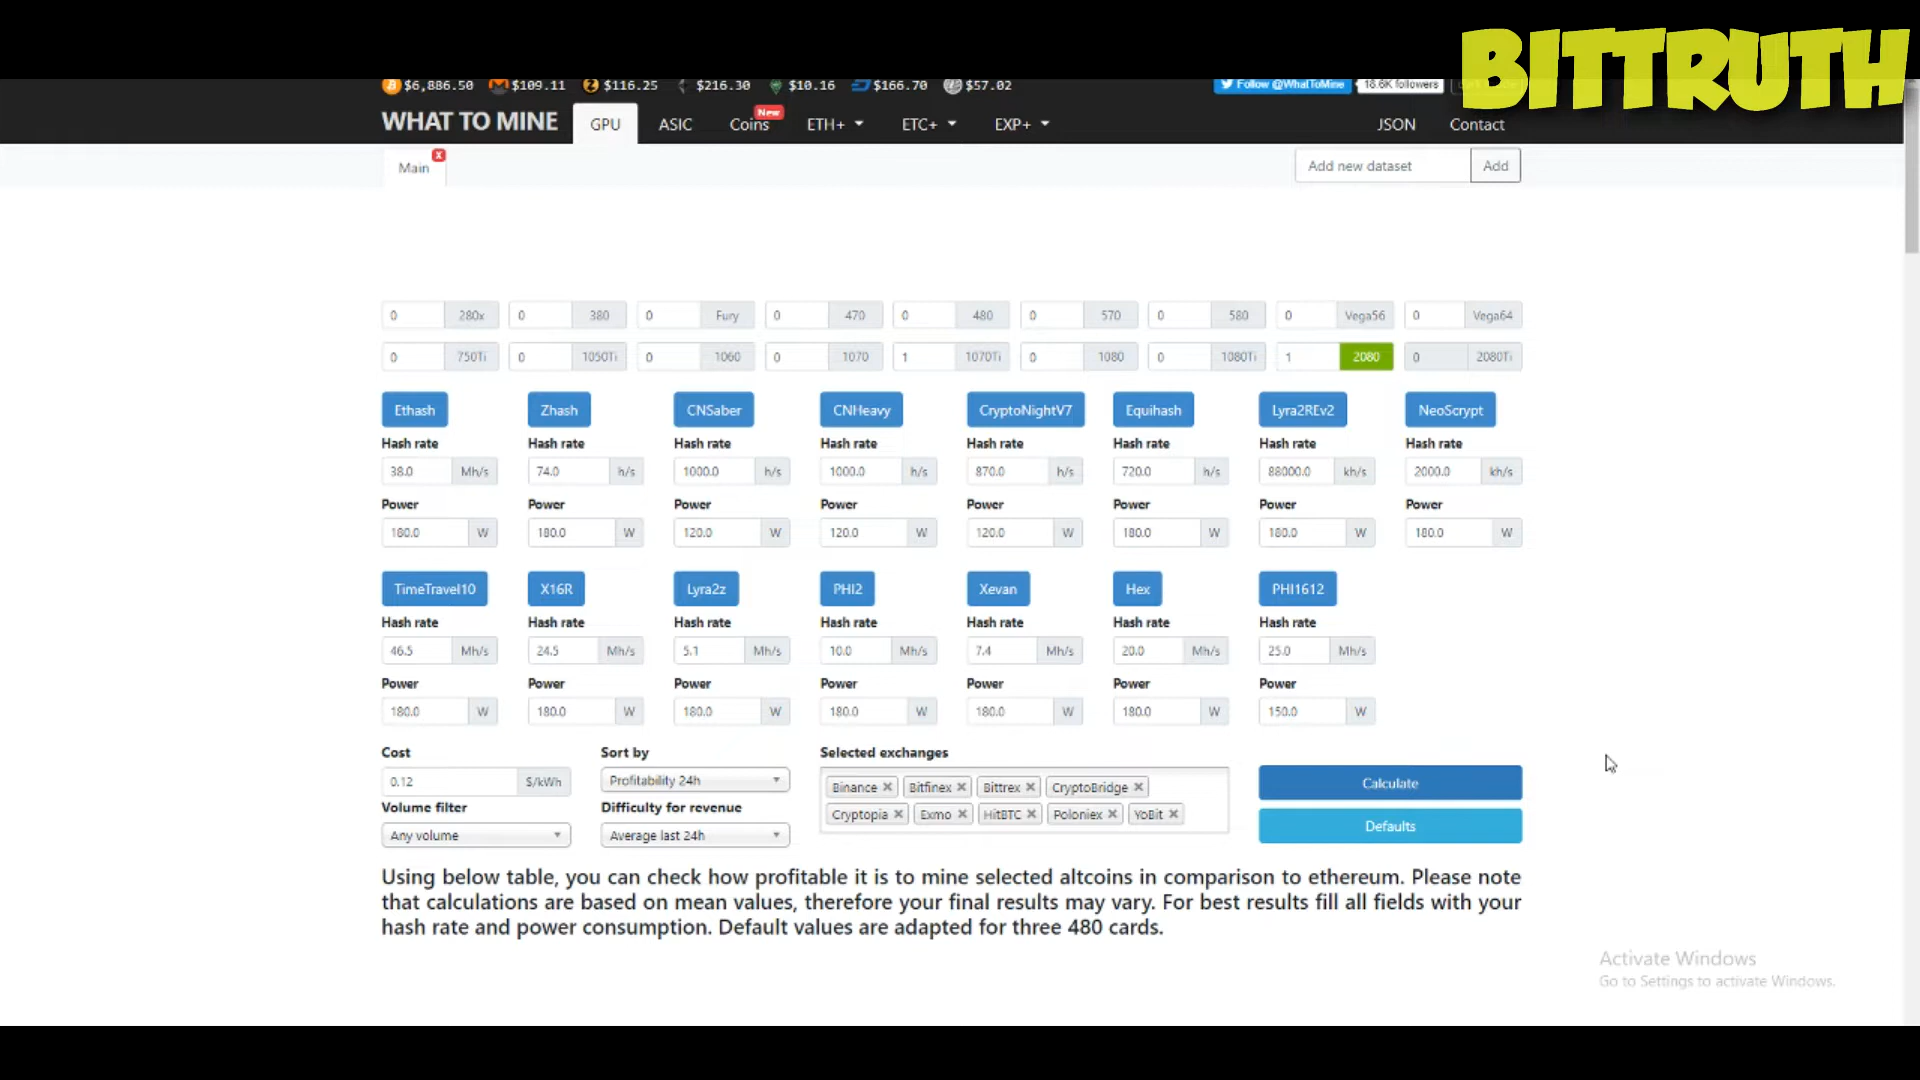 BITTRUTH
$6,886.50 $109.11 $116.25 $216.30 $10.16 $166.70 $57.02 Follow @WhatToMine 18.6K followers
WHAT TO MINE GPU ASIC Coins New ETH+ ETC+ EXP+ JSON Contact
Main x Add new dataset Add
0 280x 0 380 0 Fury 0 470 0 480 0 570 0 580 0 Vega56 0 Vega64
0 750Ti 0 1050Ti 0 1060 0 1070 1 1070Ti 0 1080 0 1080Ti 1 2080 0 2080Ti
Ethash Zhash CNSaber CNHeavy CryptoNightV7 Equihash Lyra2REv2 NeoScrypt
Hash rate Hash rate Hash rate Hash rate Hash rate Hash rate Hash rate Hash rate
38.0 Mh/s 74.0 h/s 1000.0 h/s 1000.0 h/s 870.0 h/s 720.0 h/s 88000.0 kh/s 2000.0 kh/s
Power Power Power Power Power Power Power Power
180.0 W 180.0 W 120.0 W 120.0 W 120.0 W 180.0 W 180.0 W 180.0 W
TimeTravel10 X16R Lyra2z PHI2 Xevan Hex PHI1612
Hash rate Hash rate Hash rate Hash rate Hash rate Hash rate Hash rate
46.5 Mh/s 24.5 Mh/s 5.1 Mh/s 10.0 Mh/s 7.4 Mh/s 20.0 Mh/s 25.0 Mh/s
Power Power Power Power Power Power Power
180.0 W 180.0 W 180.0 W 180.0 W 180.0 W 180.0 W 150.0 W
Cost Sort by Selected exchanges
0.12 $/kWh Profitability 24h Binance Bitfinex Bittrex CryptoBridge Calculate
Volume filter Difficulty for revenue
Any volume Average last 24h Cryptopia Exmo HitBTC Poloniex YoBit Defaults
Using below table, you can check how profitable it is to mine selected altcoins in comparison to ethereum. Please note
that calculations are based on mean values, therefore your final results may vary. For best results fill all fields with your
hash rate and power consumption. Default values are adapted for three 480 cards.
Activate Windows
Go to Settings to activate Windows.